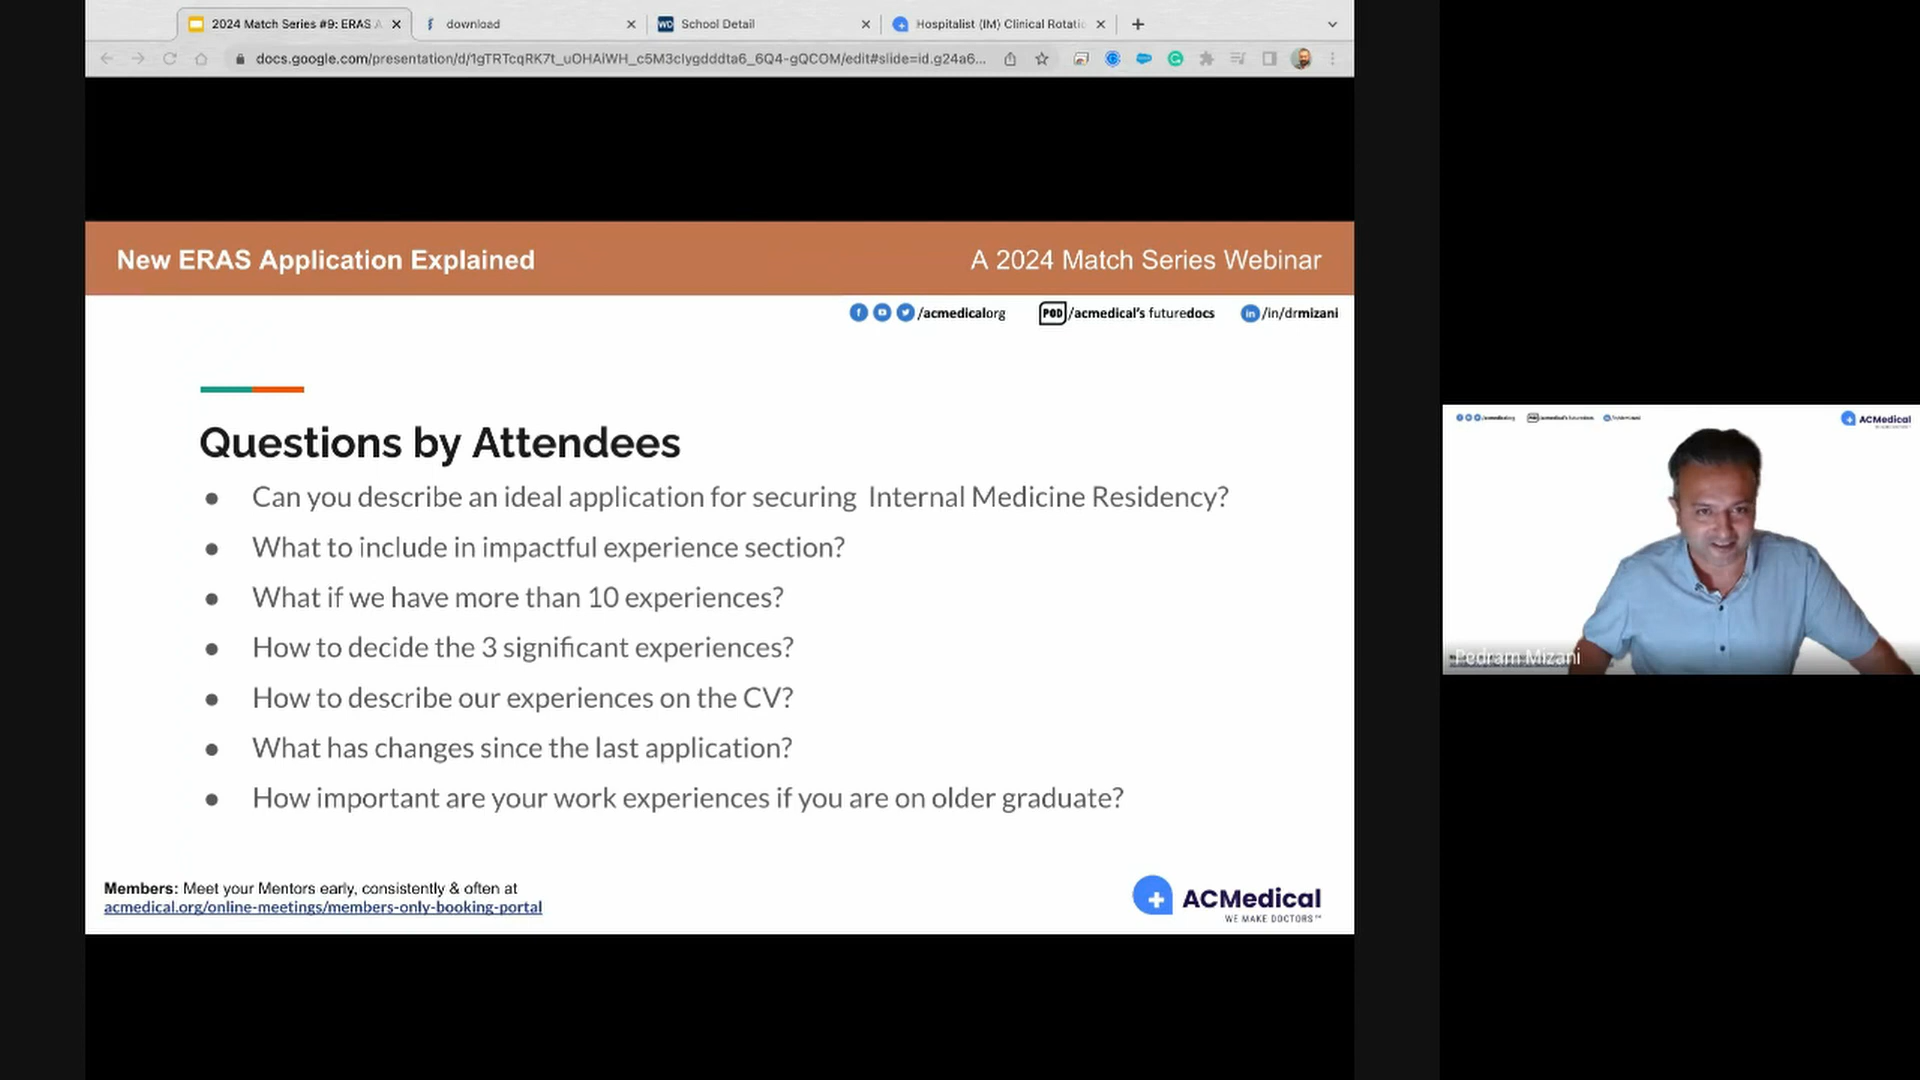 2024 Match Series #9: ERAS A
download
School Detail
Hospitalist (IM) Clinical Rotatic
docs.google.com/presentation/d/1gTRTcqRK7t_uOHAiWH_c5M3cIygdddta6_6Q4-gQCOM/edit#slide=id.g24a6...
New ERAS Application Explained
A 2024 Match Series Webinar
/acmedicalorg
POD /acmedical's futuredocs
in /in/drmizani
Questions by Attendees
● Can you describe an ideal application for securing Internal Medicine Residency?
● What to include in impactful experience section?
● What if we have more than 10 experiences?
● How to decide the 3 significant experiences?
● How to describe our experiences on the CV?
● What has changes since the last application?
● How important are your work experiences if you are on older graduate?
Members: Meet your Mentors early, consistently & often at
acmedical.org/online-meetings/members-only-booking-portal
ACMedical
WE MAKE DOCTORS™
ACMedical
Pedram Mizani